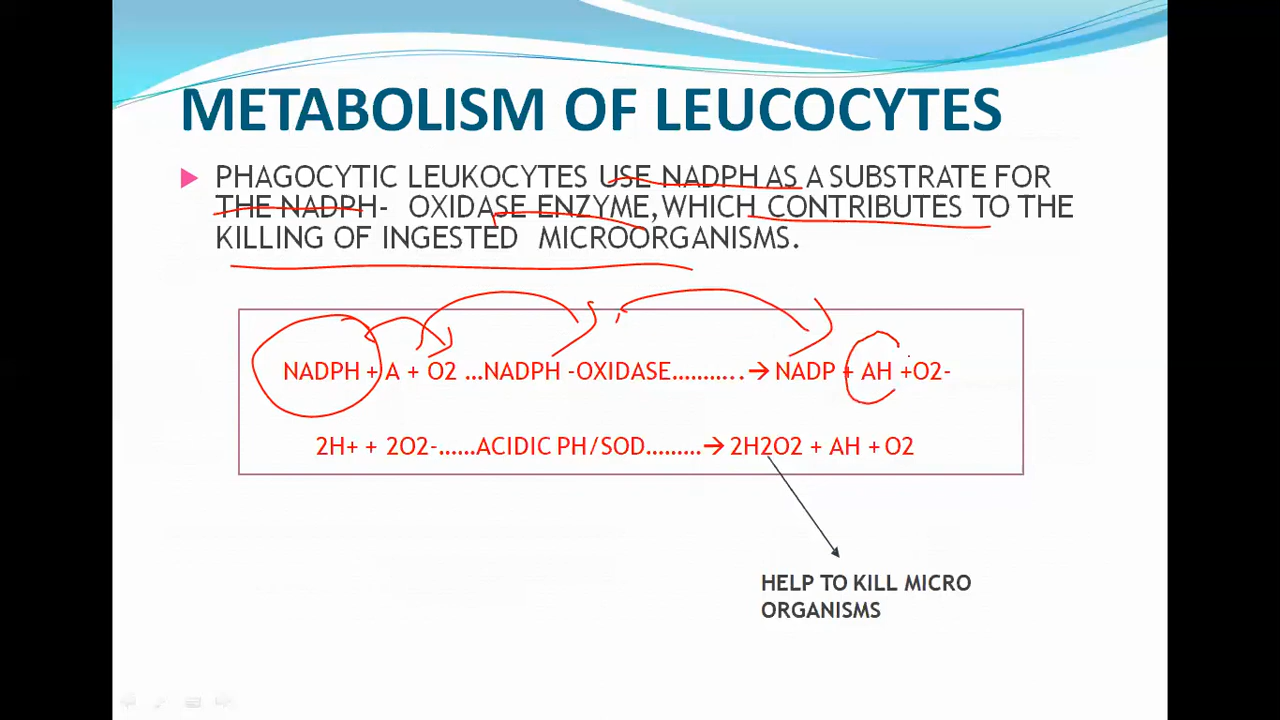 METABOLISM OF LEUCOCYTES
PHAGOCYTIC LEUKOCYTES USE NADPH AS A SUBSTRATE FOR
THE NADPH- OXIDASE ENZYME,WHICH CONTRIBUTES TO THE
KILLING OF INGESTED MICROORGANISMS.
NADPH + A + O2 ...NADPH -OXIDASE………..→ NADP + AH +O2-
2H+ + 2O2-……ACIDIC PH/SOD………→ 2H2O2 + AH +O2
HELP TO KILL MICRO
ORGANISMS